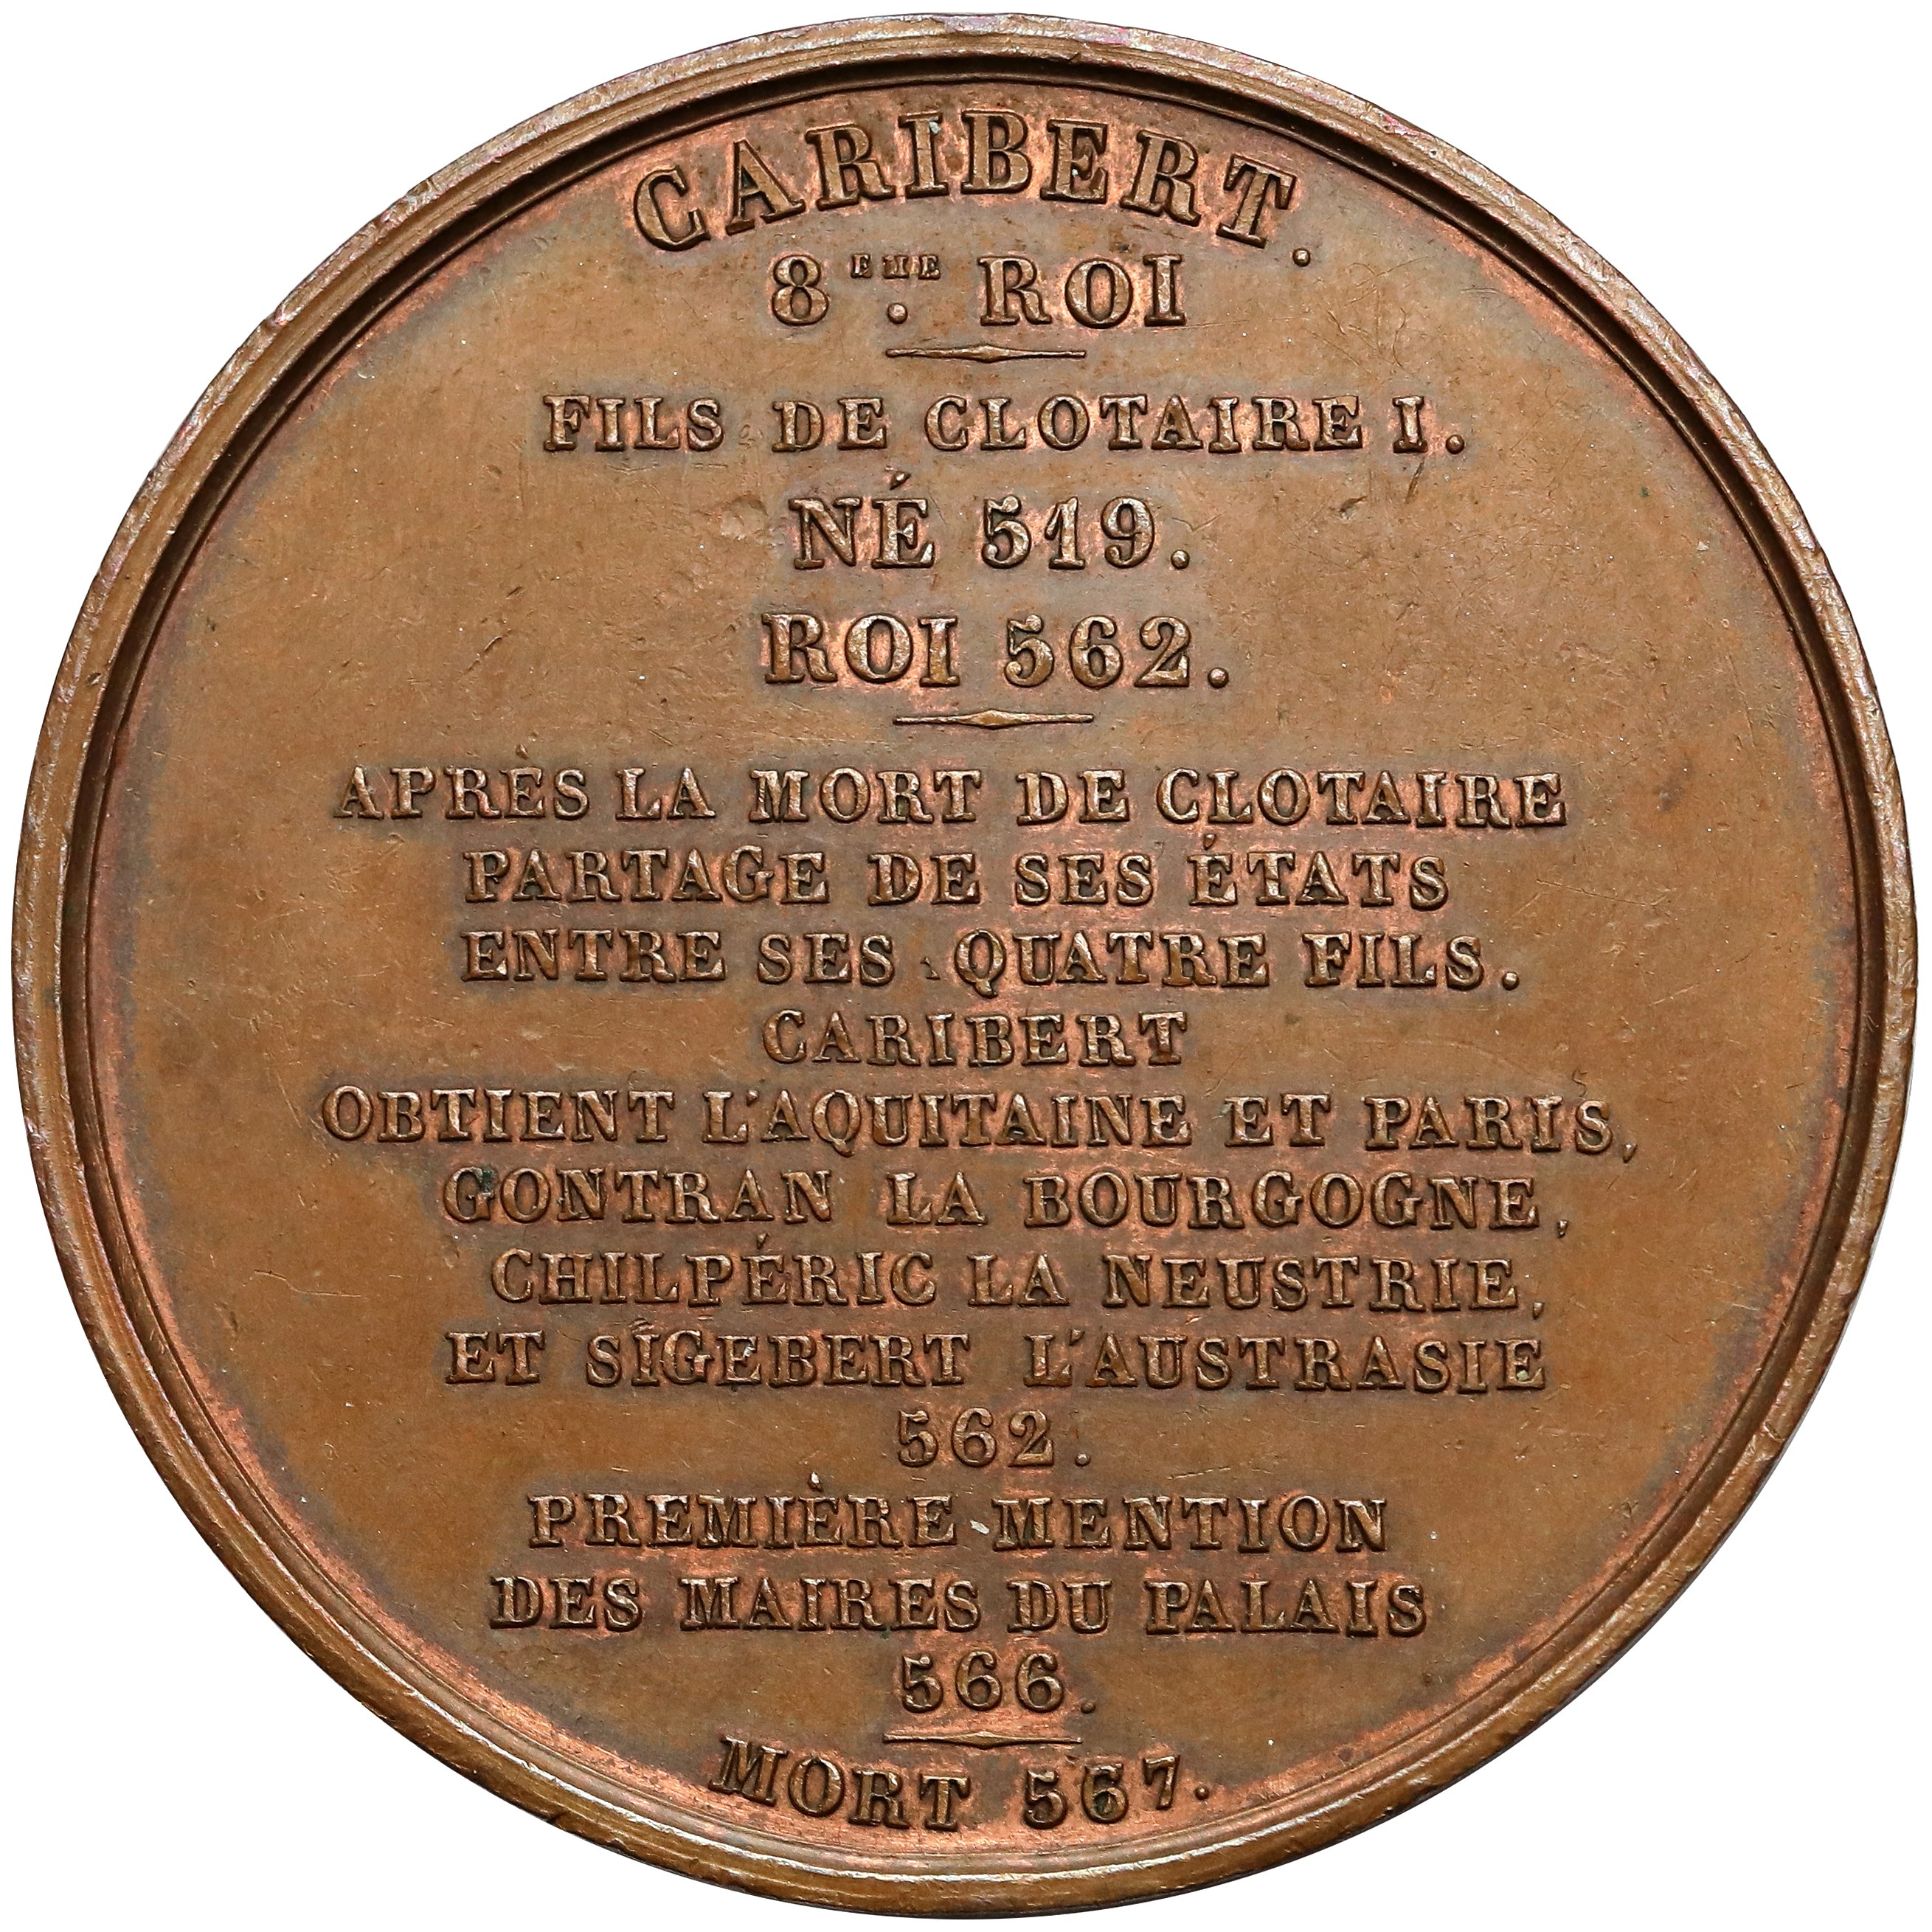 CARIBERT.
8EME. ROI
FILS DE CLOTAIRE I.
NÉ 519.
ROI 562.
APRÈS LA MORT DE CLOTAIRE
PARTAGE DE SES ÉTATS
ENTRE SES QUATRE FILS.
CARIBERT
OBTIENT L'AQUITAINE ET PARIS,
GONTRAN LA BOURGOGNE,
CHILPÉRIC LA NEUSTRIE,
ET SIGEBERT L'AUSTRASIE
562.
PREMIÈRE MENTION
DES MAIRES DU PALAIS
566.
MORT 567.